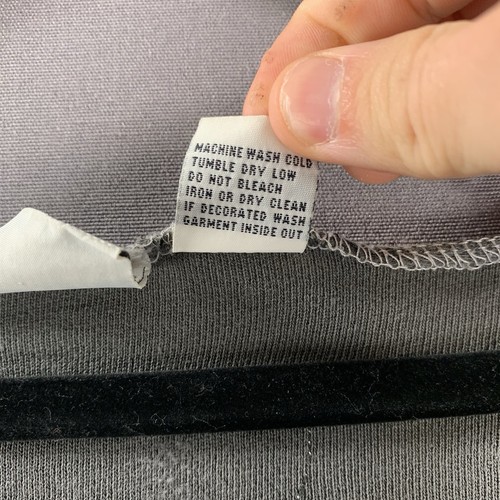 MACHINE WASH COLD
TUMBLE DRY LOW
DO NOT BLEACH
IRON OR DRY CLEAN
IF DECORATED WASH
GARMENT INSIDE OUT